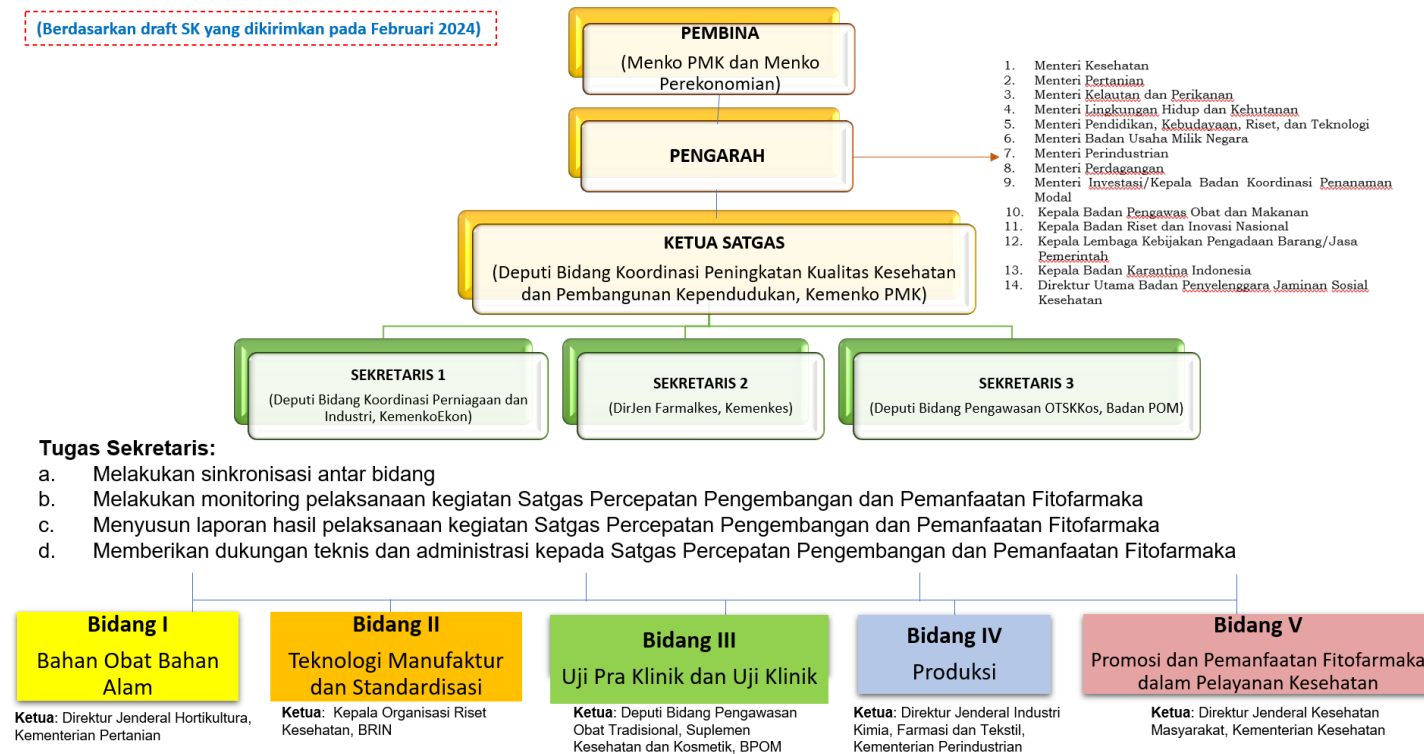 (Berdasarkan draft SK yang dikirimkan pada Februari 2024)
PEMBINA
(Menko PMK dan Menko
Perekonomian)
PENGARAH
1. Menteri Kesehatan
2. Menteri Pertanian
3. Menteri Kelautan dan Perikanan
4. Menteri Lingkungan Hidup dan Kehutanan
5. Menteri Pendidikan, Kebudayaan, Riset, dan Teknologi
6. Menteri Badan Usaha Milik Negara
7. Menteri Perindustrian
8. Menteri Perdagangan
9. Menteri Investasi/Kepala Badan Koordinasi Penanaman
Modal
10. Kepala Badan Pengawas Obat dan Makanan
11. Kepala Badan Riset dan Inovasi Nasional
12. Kepala Lembaga Kebijakan Pengadaan Barang/Jasa
Pemerintah
13. Kepala Badan Karantina Indonesia
14. Direktur Utama Badan Penyelenggara Jaminan Sosial
Kesehatan
KETUA SATGAS
(Deputi Bidang Koordinasi Peningkatan Kualitas Kesehatan
dan Pembangunan Kependudukan, Kemenko PMK)
SEKRETARIS 1
(Deputi Bidang Koordinasi Perniagaan dan
Industri, KemenkoEkon)
SEKRETARIS 2
(DirJen Farmalkes, Kemenkes)
SEKRETARIS 3
(Deputi Bidang Pengawasan OTSKKos, Badan POM)
Tugas Sekretaris:
a. Melakukan sinkronisasi antar bidang
b. Melakukan monitoring pelaksanaan kegiatan Satgas Percepatan Pengembangan dan Pemanfaatan Fitofarmaka
c. Menyusun laporan hasil pelaksanaan kegiatan Satgas Percepatan Pengembangan dan Pemanfaatan Fitofarmaka
d. Memberikan dukungan teknis dan administrasi kepada Satgas Percepatan Pengembangan dan Pemanfaatan Fitofarmaka
Bidang I
Bahan Obat Bahan
Alam
Ketua: Direktur Jenderal Hortikultura,
Kementerian Pertanian
Bidang II
Teknologi Manufaktur
dan Standardisasi
Ketua: Kepala Organisasi Riset
Kesehatan, BRIN
Bidang III
Uji Pra Klinik dan Uji Klinik
Ketua: Deputi Bidang Pengawasan
Obat Tradisional, Suplemen
Kesehatan dan Kosmetik, BPOM
Bidang IV
Produksi
Ketua: Direktur Jenderal Industri
Kimia, Farmasi dan Tekstil,
Kementerian Perindustrian
Bidang V
Promosi dan Pemanfaatan Fitofarmaka
dalam Pelayanan Kesehatan
Ketua: Direktur Jenderal Kesehatan
Masyarakat, Kementerian Kesehatan